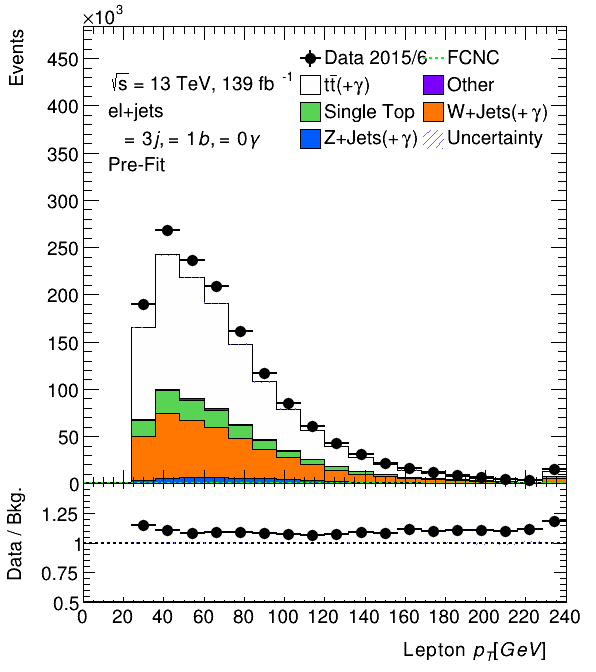 ×10³
Events
450
400
350
300
250
200
150
100
50
0
Data 2015/6
FCNC
tt̄(+γ)
Other
Single Top
W+Jets(+γ)
Z+Jets(+γ)
Uncertainty
√s = 13 TeV, 139 fb⁻¹
el+jets
= 3j, = 1b, = 0γ
Pre-Fit
Data / Bkg.
1.25
1
0.75
0.5
0 20 40 60 80 100 120 140 160 180 200 220 240
Lepton p_T[GeV]